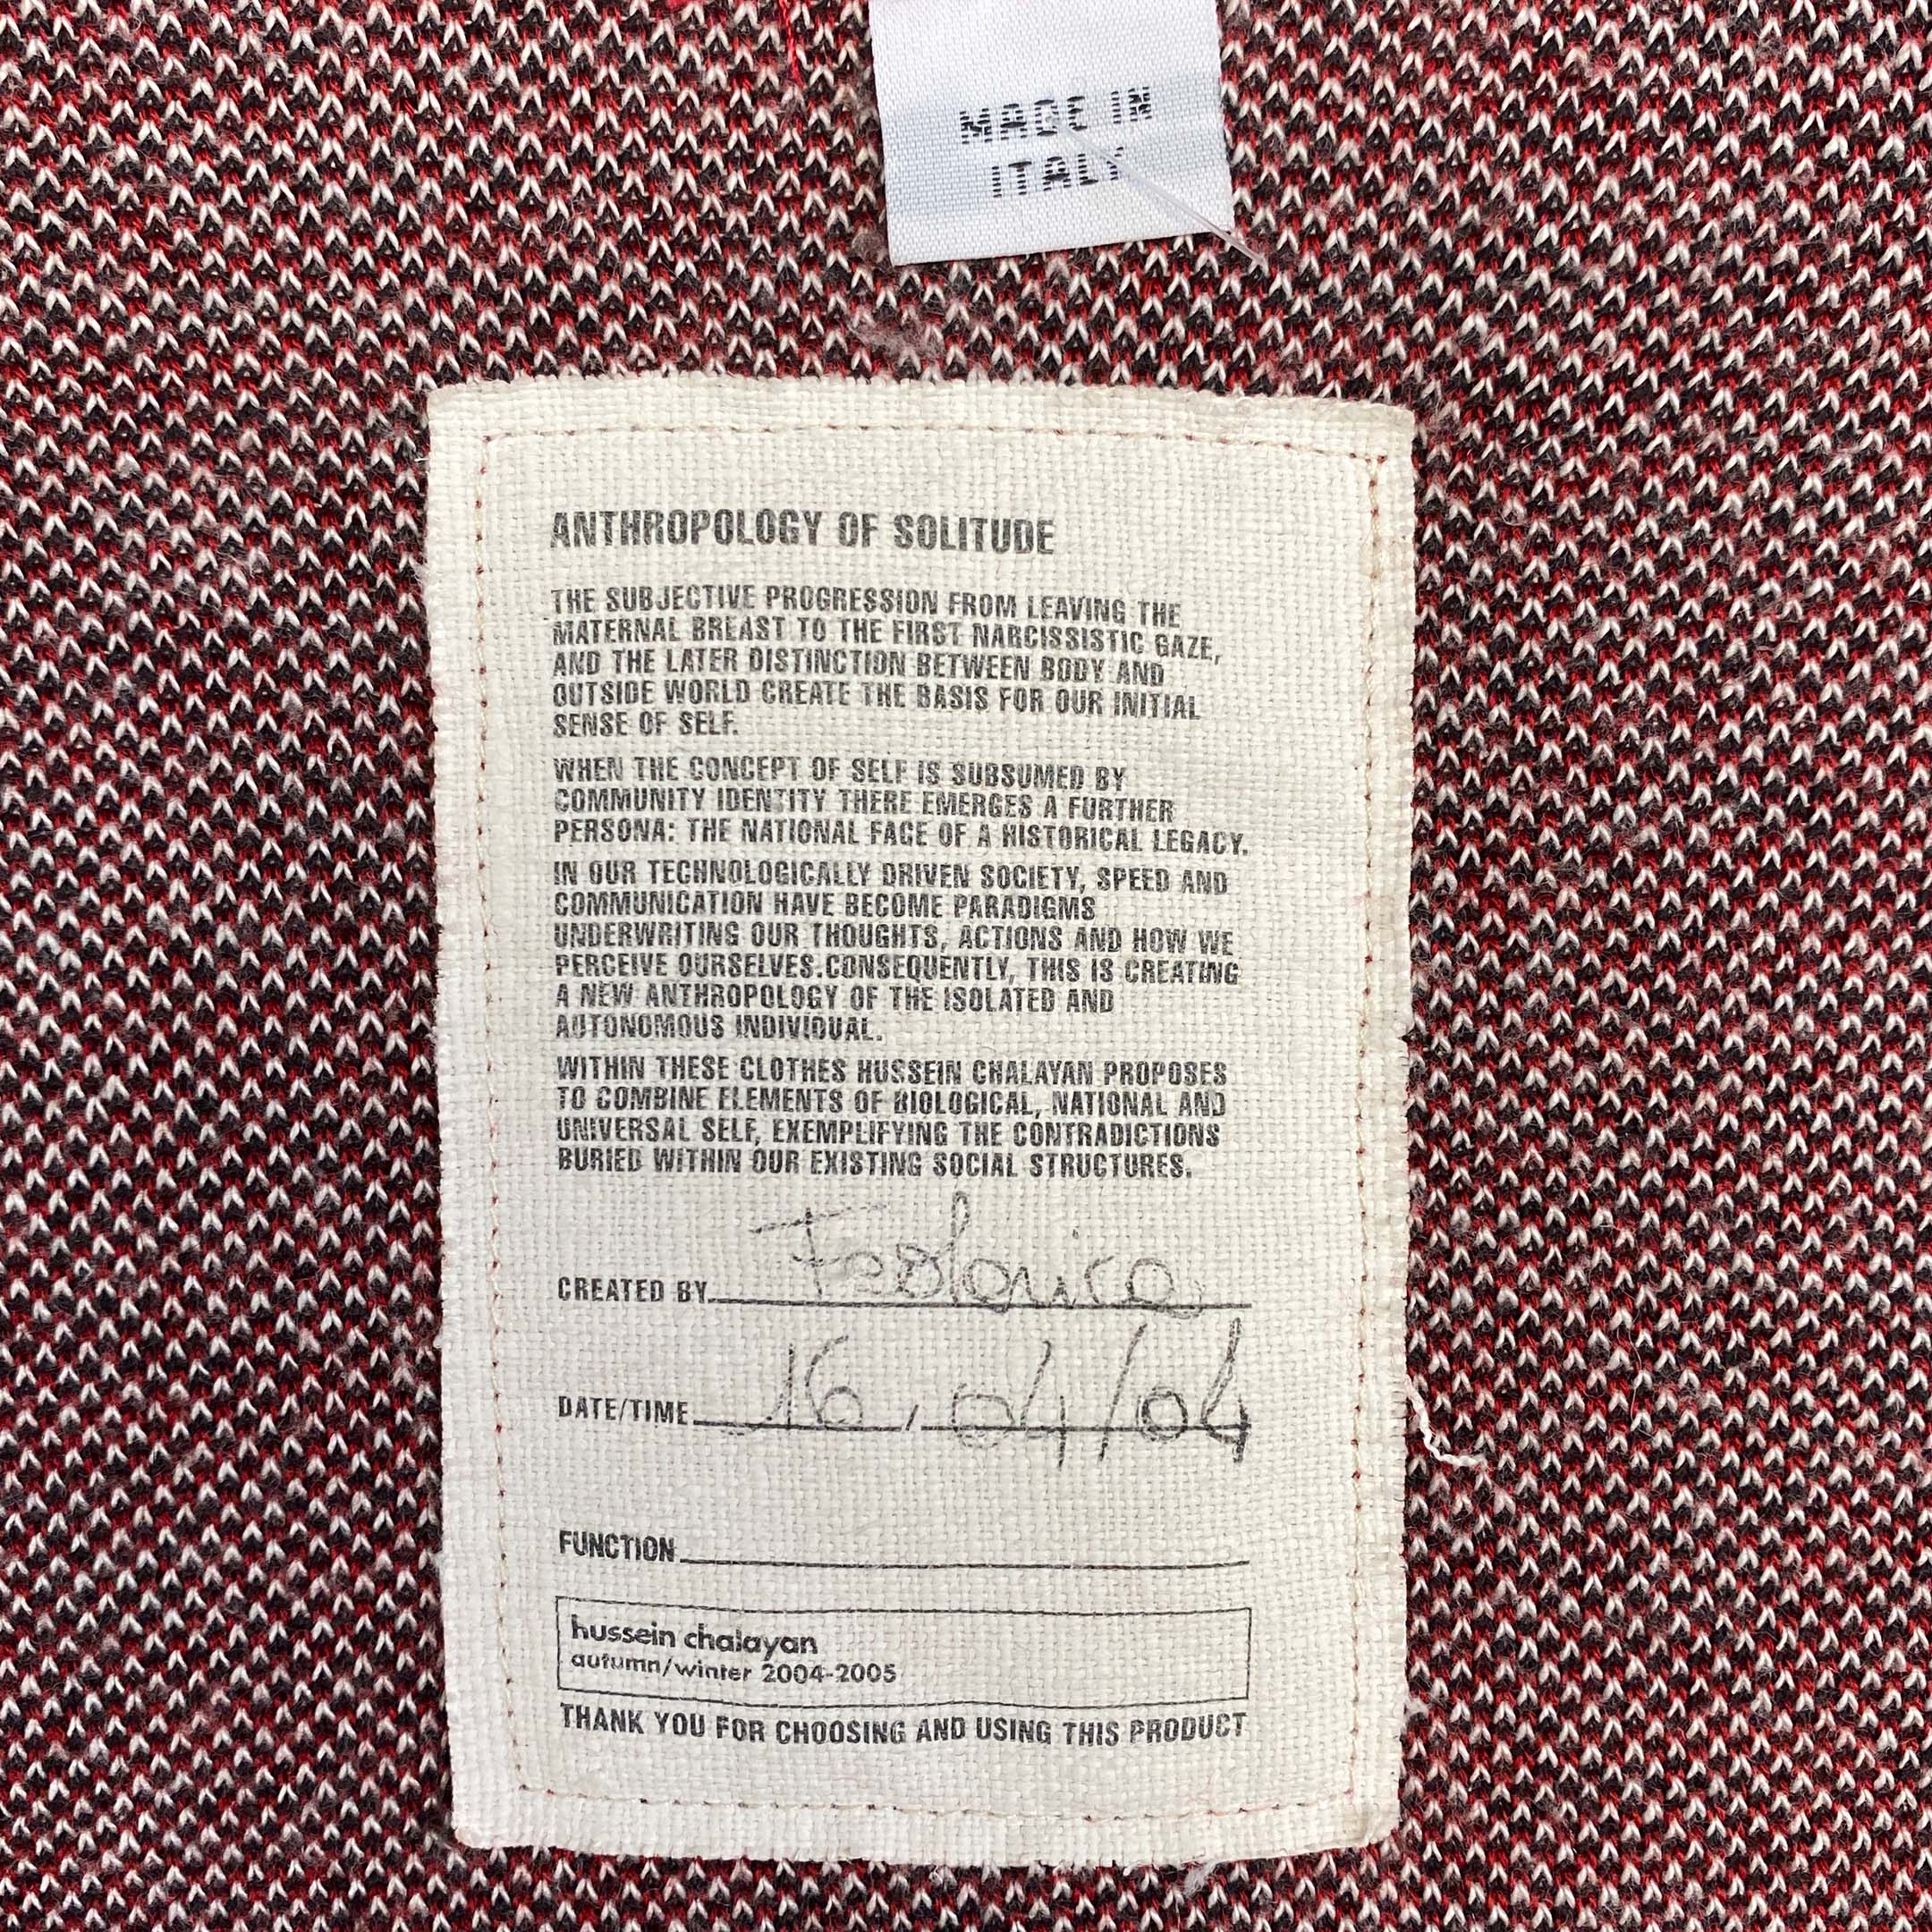 MADE IN
ITALY
ANTHROPOLOGY OF SOLITUDE
THE SUBJECTIVE PROGRESSION FROM LEAVING THE
MATERNAL BREAST TO THE FIRST NARCISSISTIC GAZE,
AND THE LATER DISTINCTION BETWEEN BODY AND
OUTSIDE WORLD CREATE THE BASIS FOR OUR INITIAL
SENSE OF SELF.
WHEN THE CONCEPT OF SELF IS SUBSUMED BY
COMMUNITY IDENTITY THERE EMERGES A FURTHER
PERSONA: THE NATIONAL FACE OF A HISTORICAL LEGACY.
IN OUR TECHNOLOGICALLY DRIVEN SOCIETY, SPEED AND
COMMUNICATION HAVE BECOME PARADIGMS
UNDERWRITING OUR THOUGHTS, ACTIONS AND HOW WE
PERCEIVE OURSELVES.CONSEQUENTLY, THIS IS CREATING
A NEW ANTHROPOLOGY OF THE ISOLATED AND
AUTONOMOUS INDIVIDUAL.
WITHIN THESE CLOTHES HUSSEIN CHALAYAN PROPOSES
TO COMBINE ELEMENTS OF BIOLOGICAL, NATIONAL AND
UNIVERSAL SELF, EXEMPLIFYING THE CONTRADICTIONS
BURIED WITHIN OUR EXISTING SOCIAL STRUCTURES.
CREATED BY
DATE/TIME 16,04/04
FUNCTION
hussein chalayan
autumn/winter 2004-2005
THANK YOU FOR CHOOSING AND USING THIS PRODUCT